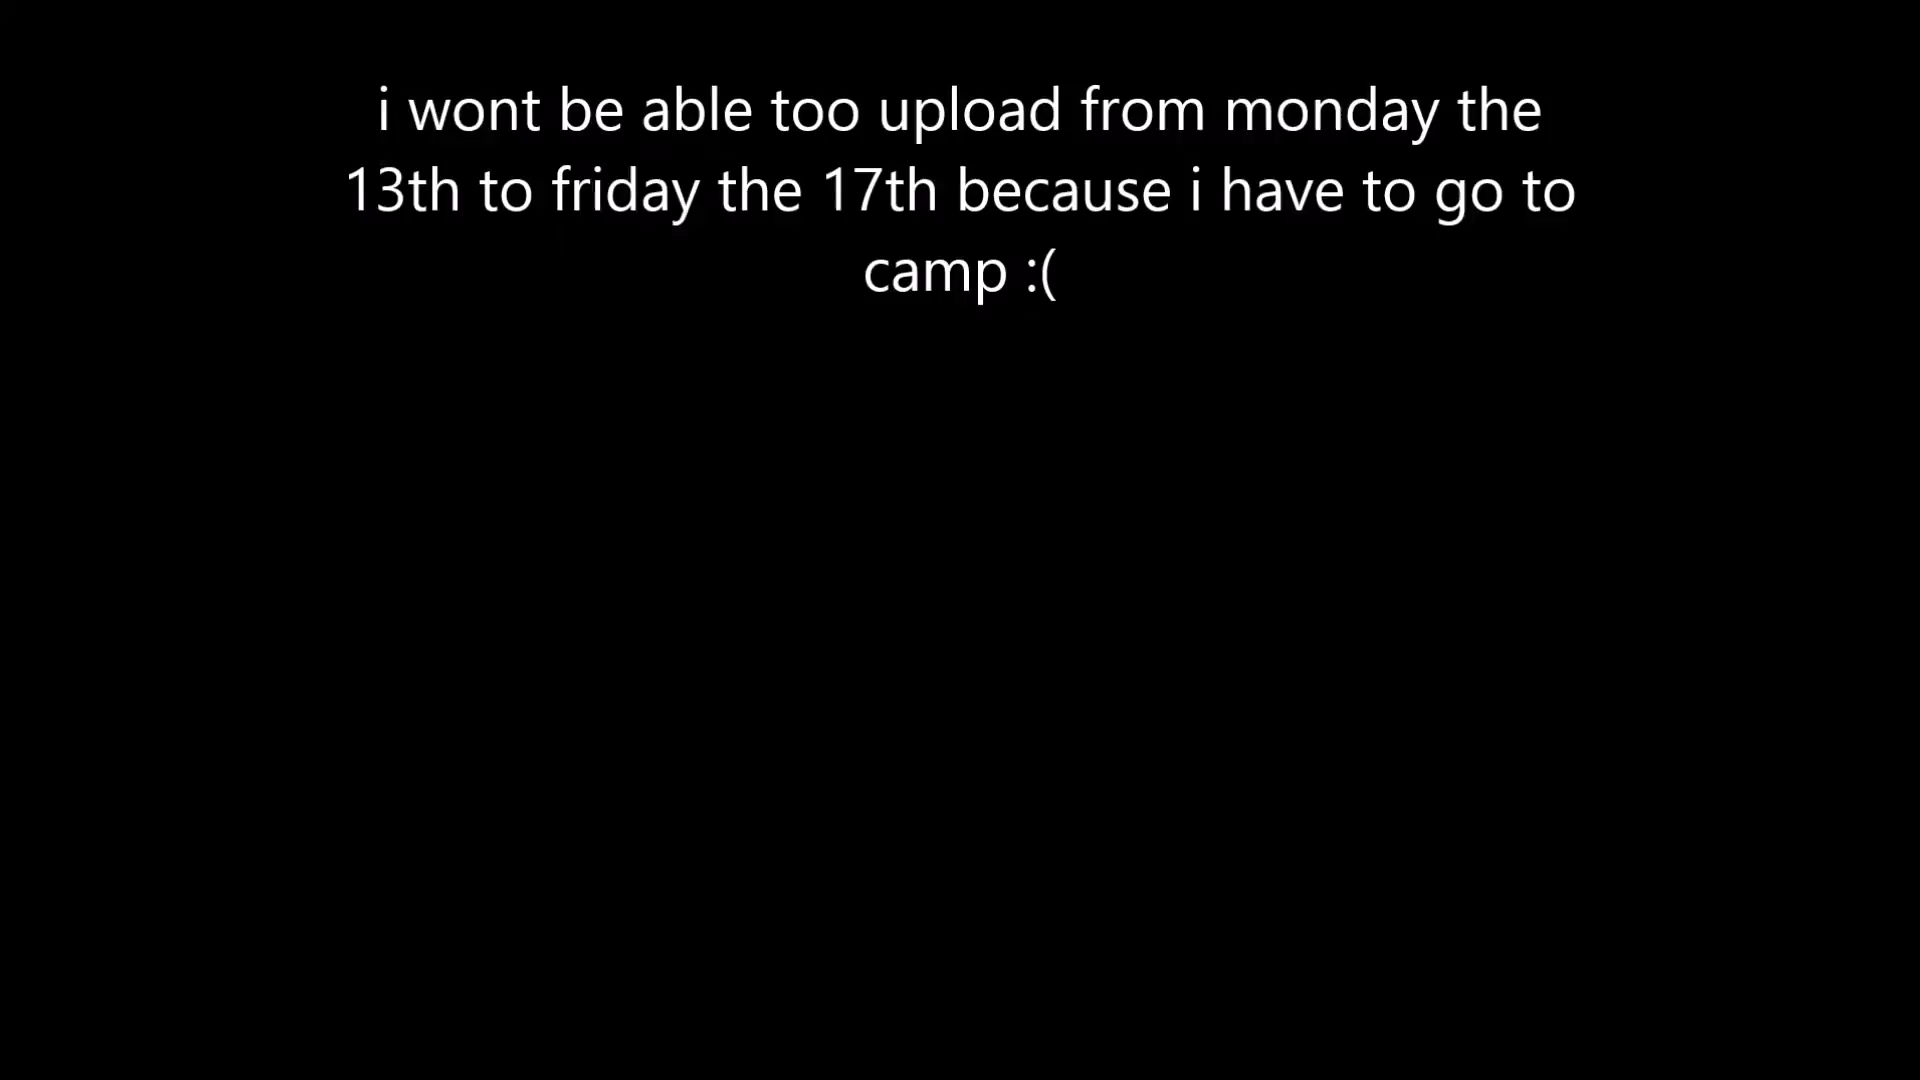 i wont be able too upload from monday the
13th to friday the 17th because i have to go to
camp :(